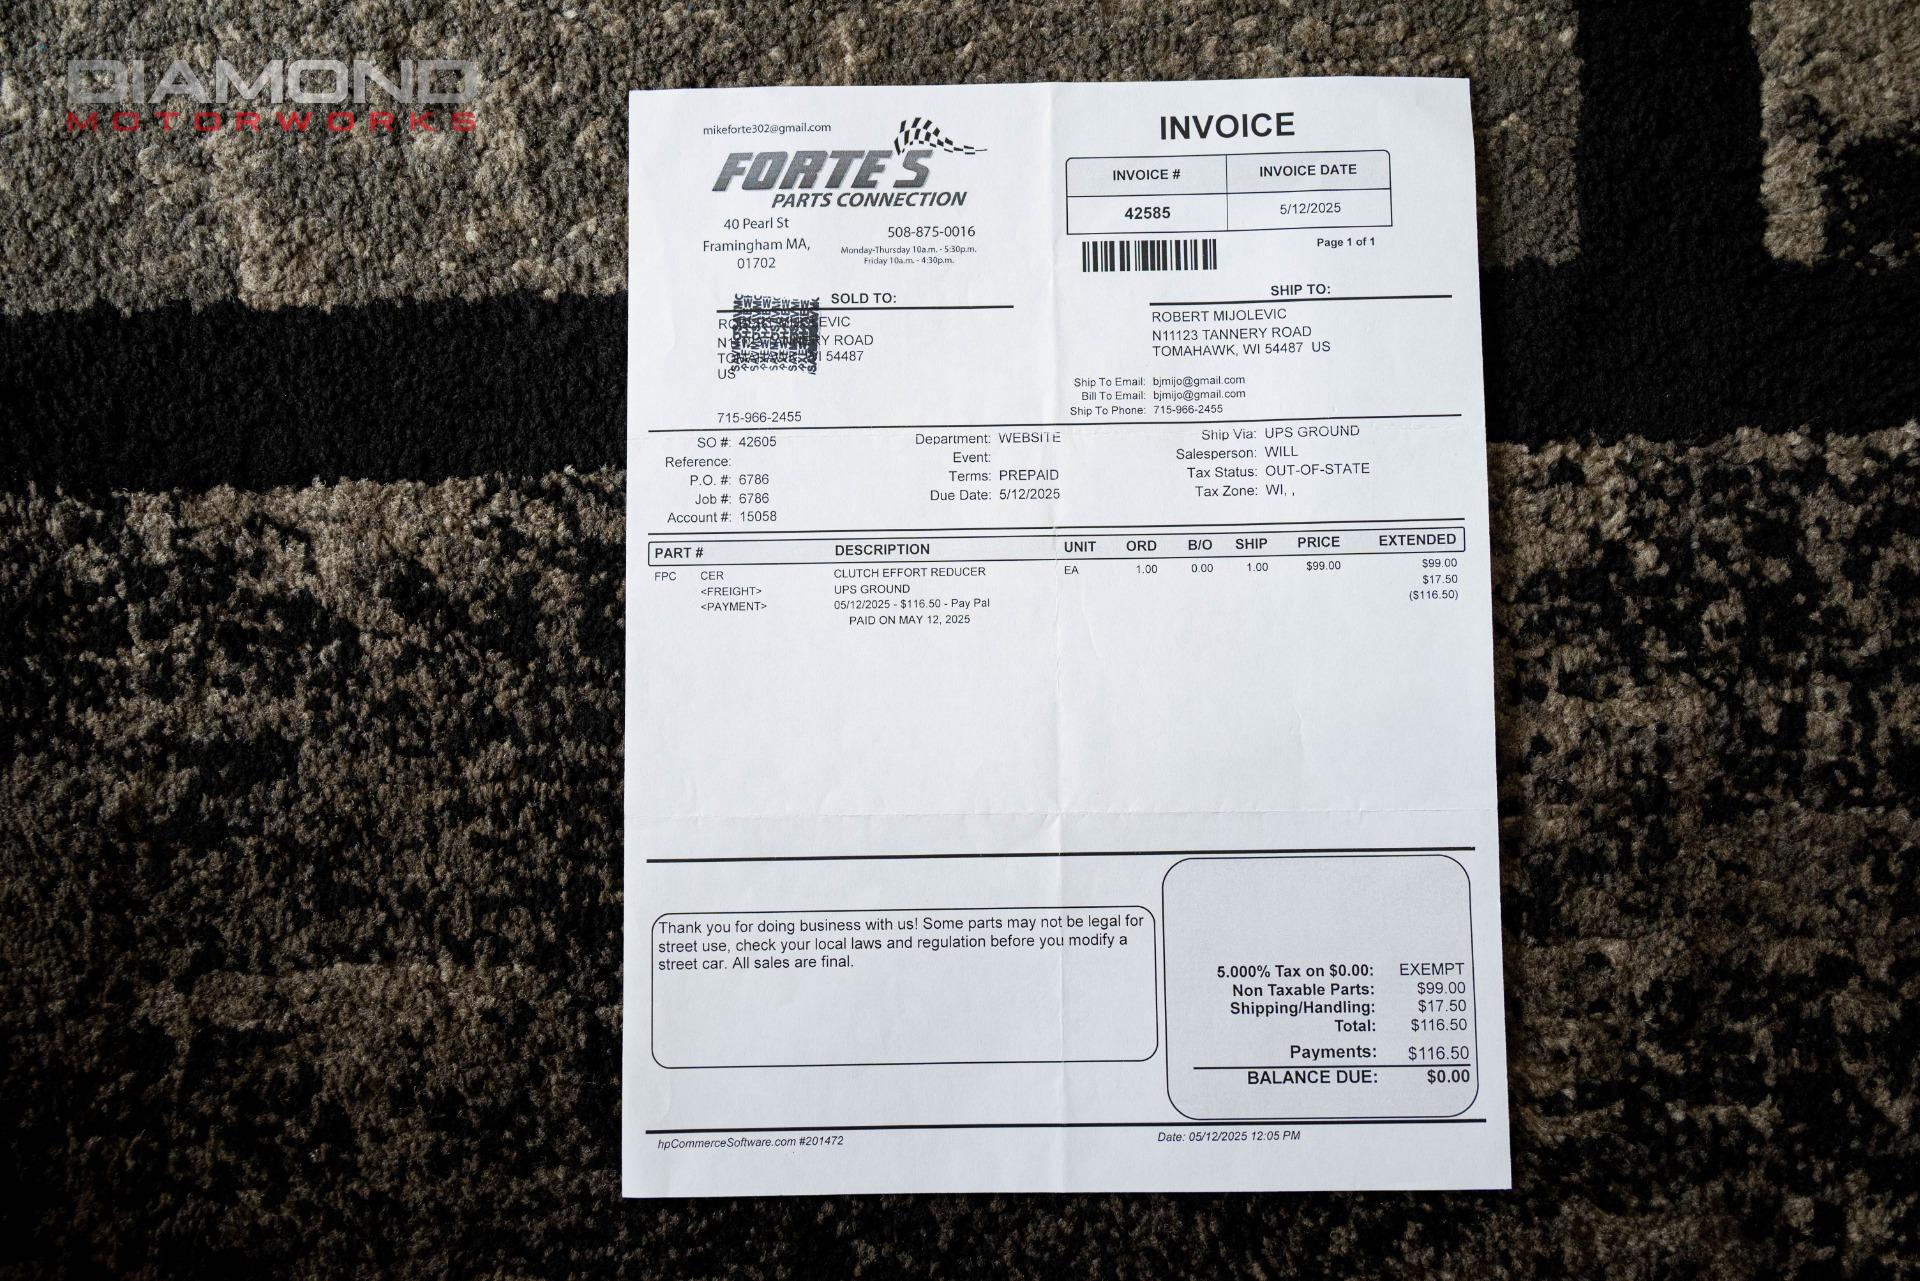 DIAMOND
MOTORWORKS
mikeforte302@gmail.com
FORTE'S
PARTS CONNECTION
40 Pearl St
Framingham MA,
01702
508-875-0016
Monday-Thursday 10a.m. - 5:30p.m.
Friday 10a.m. - 4:30p.m.
INVOICE
INVOICE # INVOICE DATE
42585 5/12/2025
Page 1 of 1
SOLD TO:
RY ROAD
WI 54487
US
715-966-2455
SHIP TO:
ROBERT MIJOLEVIC
N11123 TANNERY ROAD
TOMAHAWK, WI 54487 US
Ship To Email: bjmijo@gmail.com
Bill To Email: bjmijo@gmail.com
Ship To Phone: 715-966-2455
SO #: 42605 Department: WEBSITE Ship Via: UPS GROUND
Reference: Event: Salesperson: WILL
P.O. #: 6786 Terms: PREPAID Tax Status: OUT-OF-STATE
Job #: 6786 Due Date: 5/12/2025 Tax Zone: WI, ,
Account #: 15058
PART # DESCRIPTION UNIT ORD B/O SHIP PRICE EXTENDED
FPC CER CLUTCH EFFORT REDUCER EA 1.00 0.00 1.00 $99.00 $99.00
<FREIGHT> UPS GROUND $17.50
<PAYMENT> 05/12/2025 - $116.50 - Pay Pal ($116.50)
PAID ON MAY 12, 2025
Thank you for doing business with us! Some parts may not be legal for
street use, check your local laws and regulation before you modify a
street car. All sales are final.
5.000% Tax on $0.00: EXEMPT
Non Taxable Parts: $99.00
Shipping/Handling: $17.50
Total: $116.50
Payments: $116.50
BALANCE DUE: $0.00
hpCommerceSoftware.com #201472
Date: 05/12/2025 12:05 PM